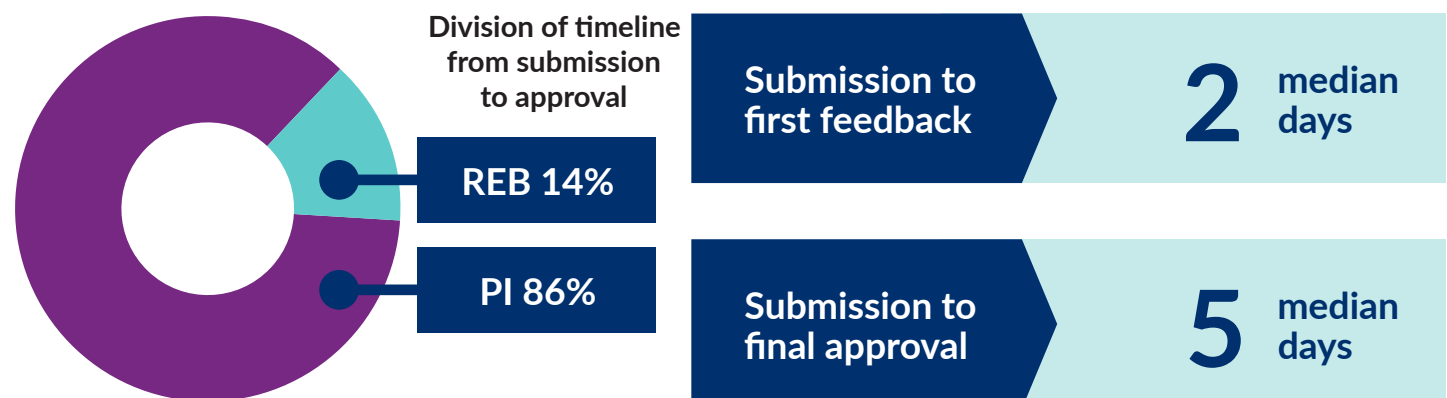 Division of timeline
from submission
to approval
REB 14%
PI 86%
Submission to
first feedback
2 median
days
Submission to
final approval
5 median
days